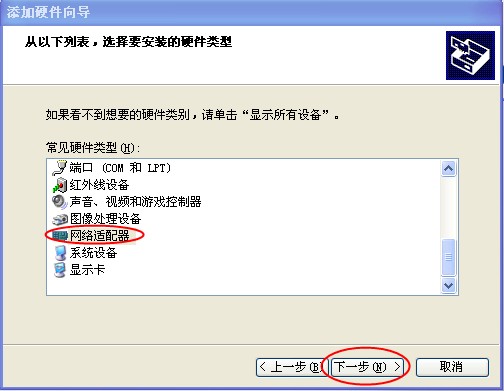 添加硬件向导
从以下列表，选择要安装的硬件类型
如果看不到想要的硬件类别，请单击“显示所有设备”。
常见硬件类型(H):
端口 (COM 和 LPT)
红外线设备
声音、视频和游戏控制器
图像处理设备
网络适配器
系统设备
显示卡
< 上一步(B 下一步(N) > 取消